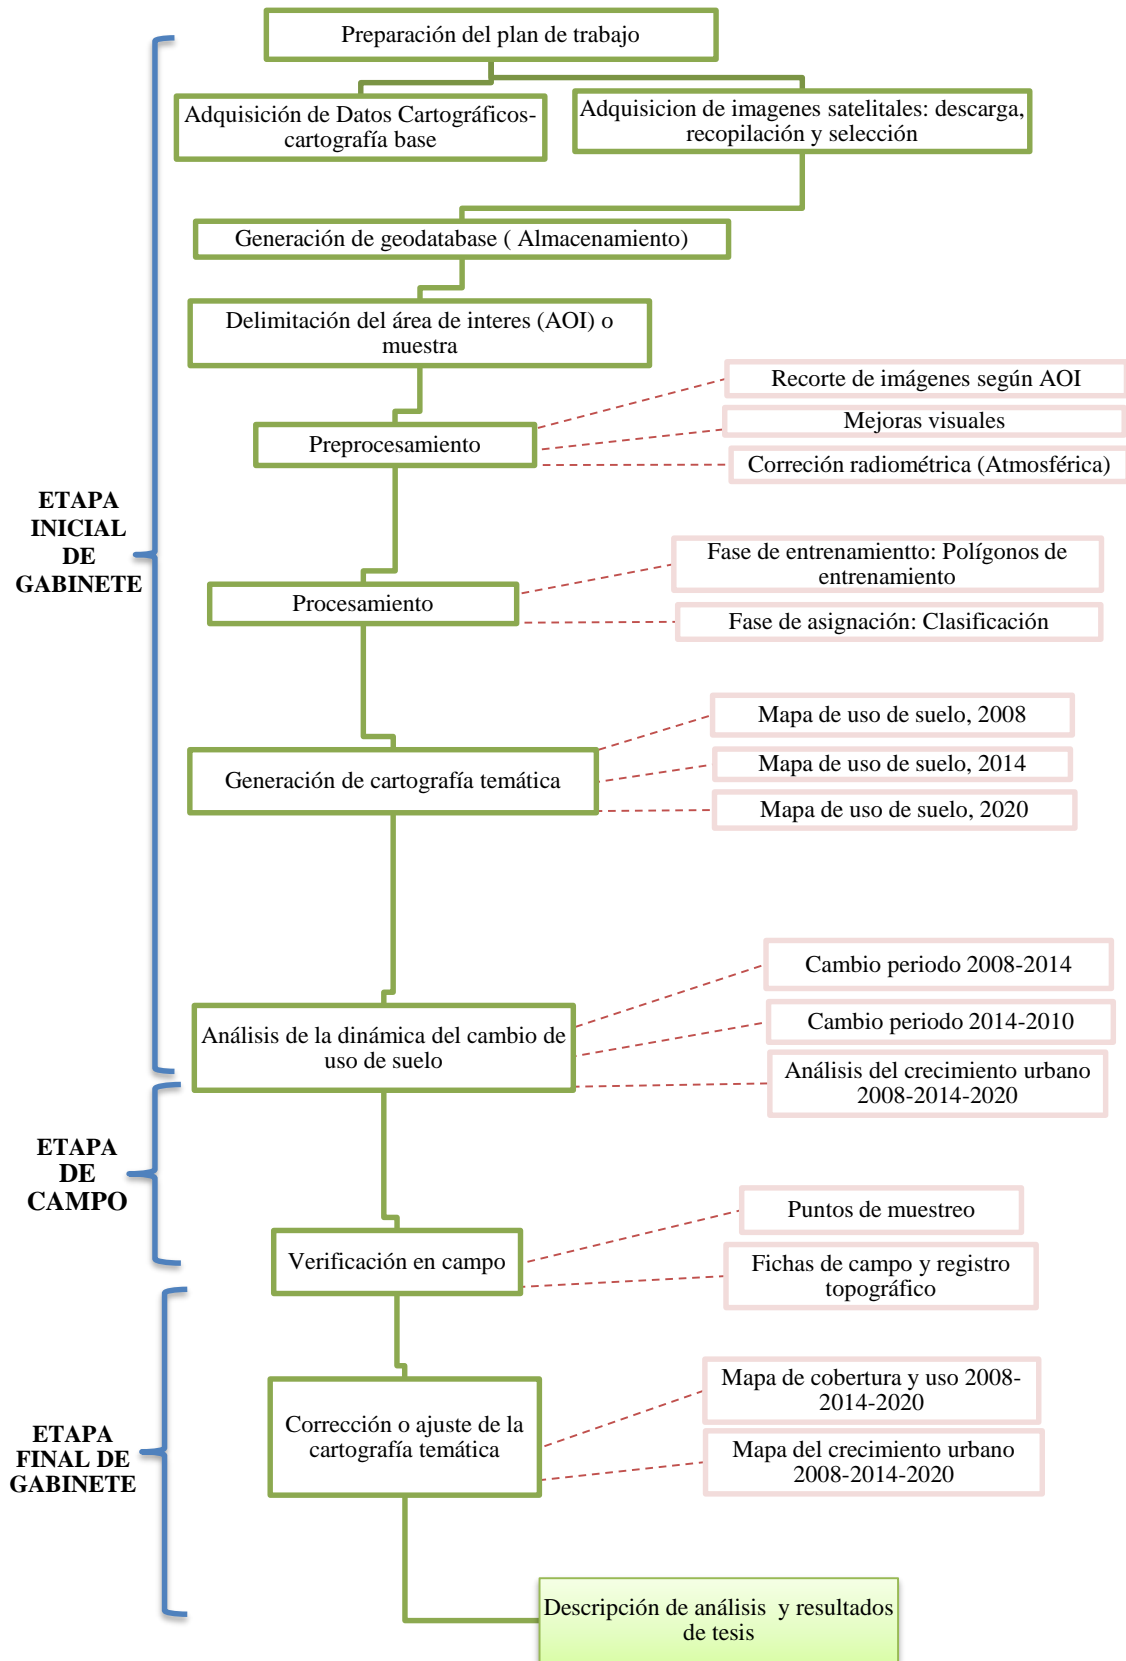 Preparación del plan de trabajo
Adquisición de Datos Cartográficos-
cartografía base
Adquisicion de imagenes satelitales: descarga,
recopilación y selección
Generación de geodatabase ( Almacenamiento)
Delimitación del área de interes (AOI) o
muestra
Recorte de imágenes según AOI
Preprocesamiento
Mejoras visuales
Correción radiométrica (Atmosférica)
ETAPA
INICIAL
DE
GABINETE
Fase de entrenamientto: Polígonos de
entrenamiento
Procesamiento
Fase de asignación: Clasificación
Mapa de uso de suelo, 2008
Generación de cartografía temática
Mapa de uso de suelo, 2014
Mapa de uso de suelo, 2020
Cambio periodo 2008-2014
Análisis de la dinámica del cambio de
uso de suelo
Cambio periodo 2014-2010
Análisis del crecimiento urbano
2008-2014-2020
ETAPA
DE
CAMPO
Puntos de muestreo
Verificación en campo
Fichas de campo y registro
topográfico
Mapa de cobertura y uso 2008-
2014-2020
Corrección o ajuste de la
cartografía temática
Mapa del crecimiento urbano
2008-2014-2020
ETAPA
FINAL DE
GABINETE
Descripción de análisis y resultados
de tesis